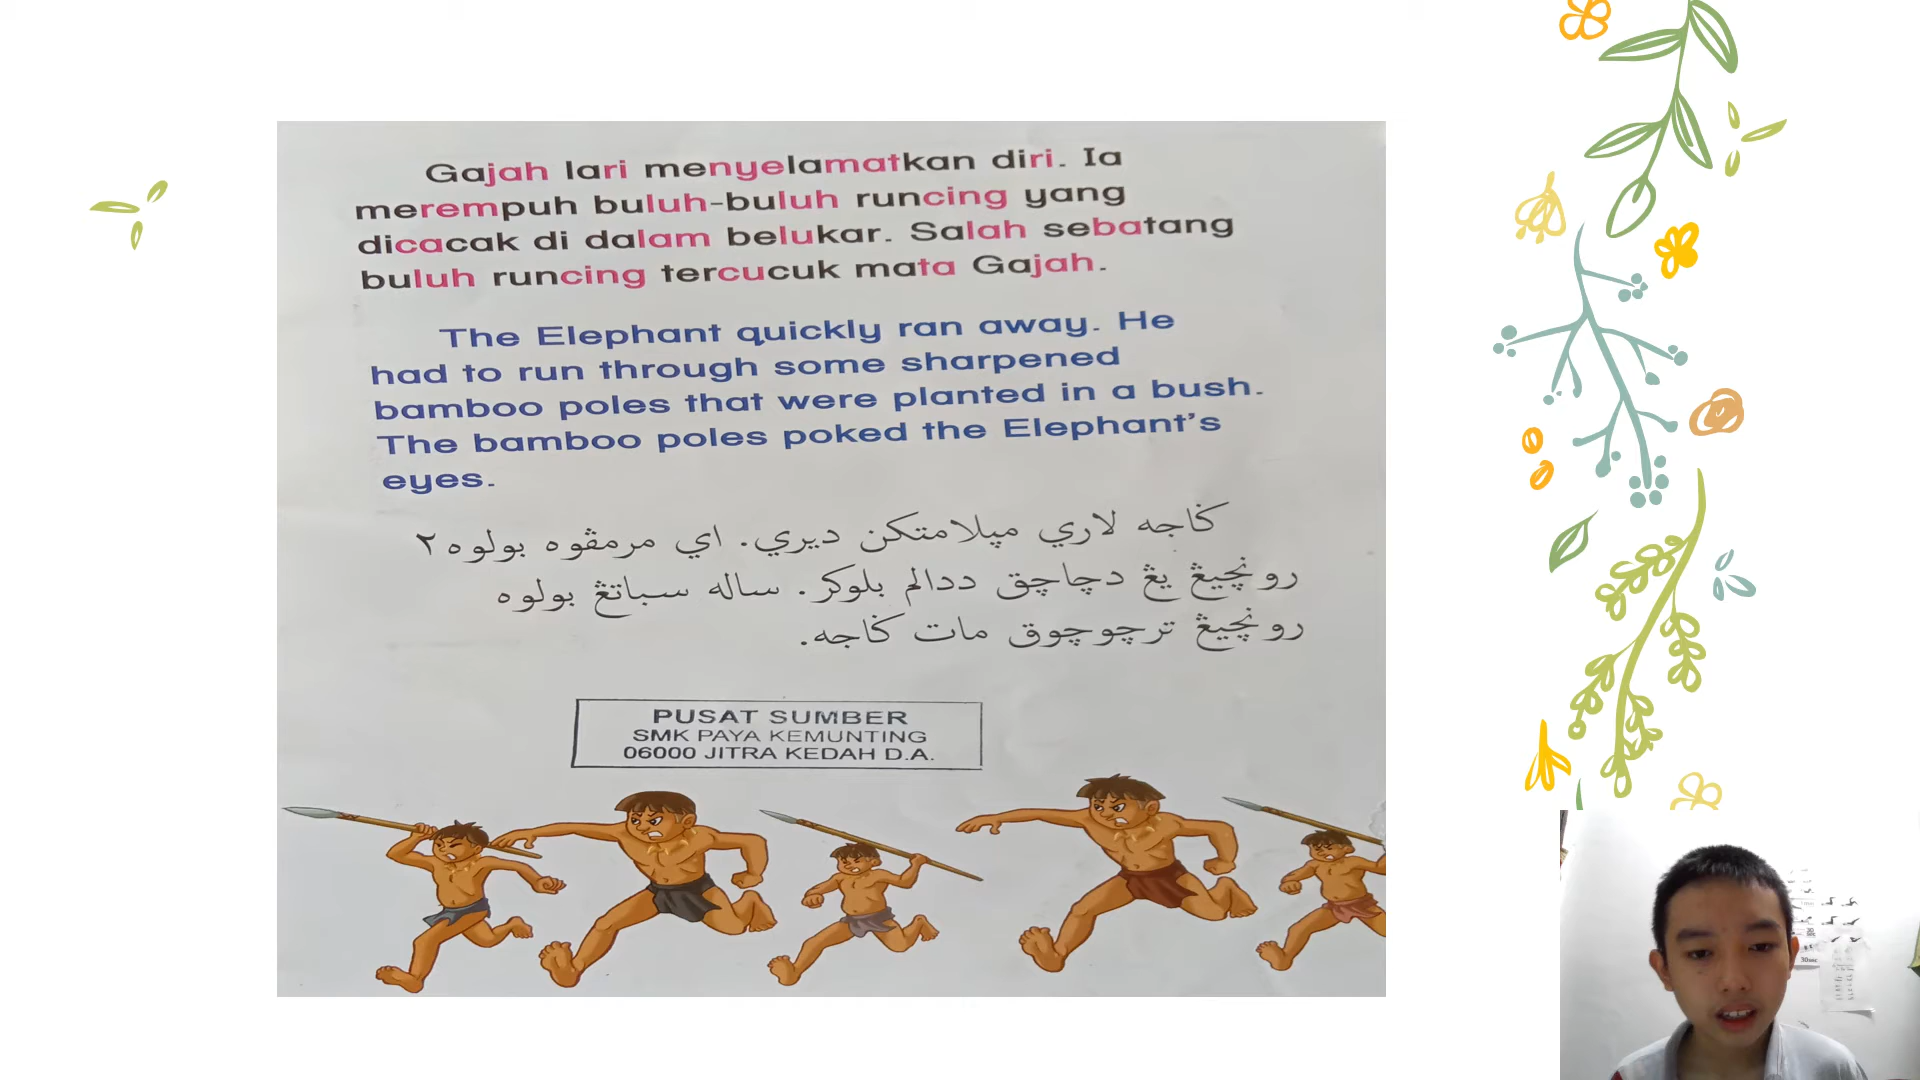 Gajah lari menyelamatkan diri. Ia
merempuh buluh-buluh runcing yang
dicacak di dalam belukar. Salah sebatang
buluh runcing tercucuk mata Gajah.
The Elephant quickly ran away. He
had to run through some sharpened
bamboo poles that were planted in a bush.
The bamboo poles poked the Elephant's
eyes.
ݢاجه لاري مڽلامتکن ديري. اي مرمڤوه بولوه٢
رونچيڠ يڠ دچاچق ددالم بلوکر. ساله سباتڠ بولوه
رونچيڠ ترچوچوق مات ݢاجه.
PUSAT SUMBER
SMK PAYA KEMUNTING
06000 JITRA KEDAH D.A.
30sec